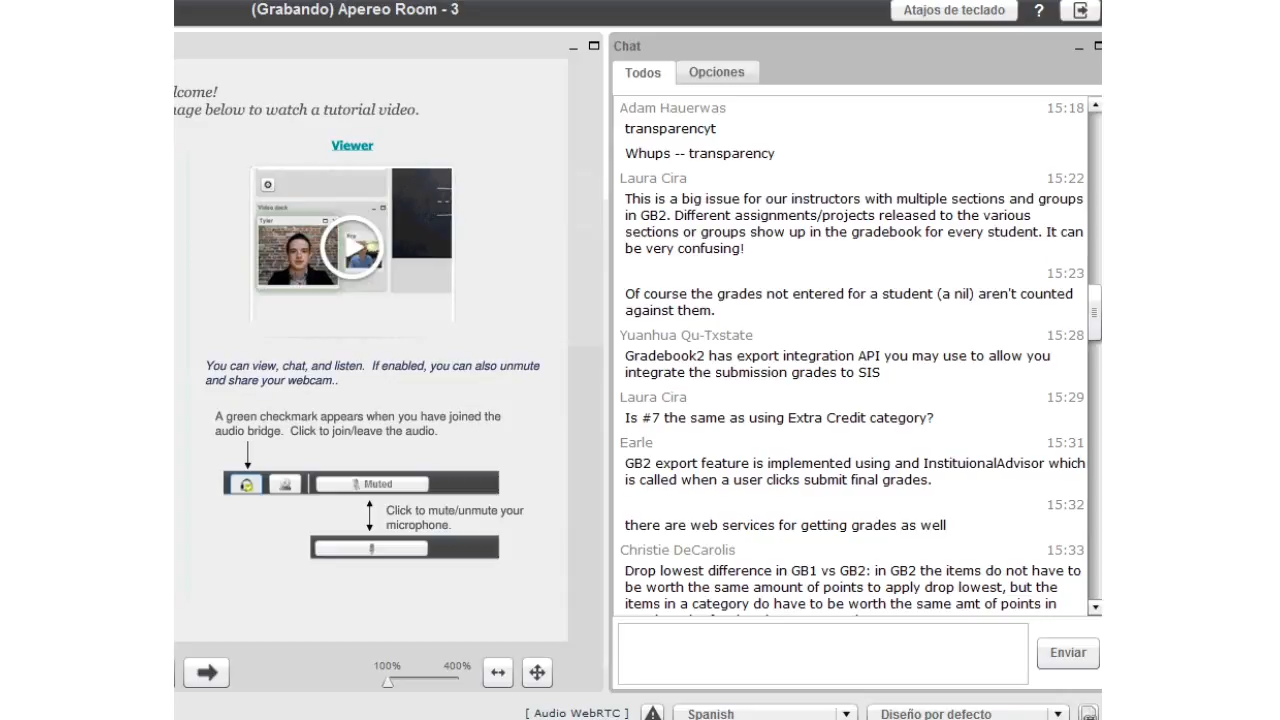 (Grabando) Apereo Room - 3
Atajos de teclado
?
lcome!
nage below to watch a tutorial video.
Viewer
Video dock
Tyler
You can view, chat, and listen. If enabled, you can also unmute
and share your webcam..
A green checkmark appears when you have joined the
audio bridge. Click to join/leave the audio.
Muted
Click to mute/unmute your
microphone.
100%
400%
Chat
Todos
Opciones
Adam Hauerwas 15:18
transparencyt
Whups -- transparency
Laura Cira 15:22
This is a big issue for our instructors with multiple sections and groups
in GB2. Different assignments/projects released to the various
sections or groups show up in the gradebook for every student. It can
be very confusing!
15:23
Of course the grades not entered for a student (a nil) aren't counted
against them.
Yuanhua Qu-Txstate 15:28
Gradebook2 has export integration API you may use to allow you
integrate the submission grades to SIS
Laura Cira 15:29
Is #7 the same as using Extra Credit category?
Earle 15:31
GB2 export feature is implemented using and InstituionalAdvisor which
is called when a user clicks submit final grades.
15:32
there are web services for getting grades as well
Christie DeCarolis 15:33
Drop lowest difference in GB1 vs GB2: in GB2 the items do not have to
be worth the same amount of points to apply drop lowest, but the
items in a category do have to be worth the same amt of points in
Enviar
[ Audio WebRTC ]
Spanish
Diseño por defecto